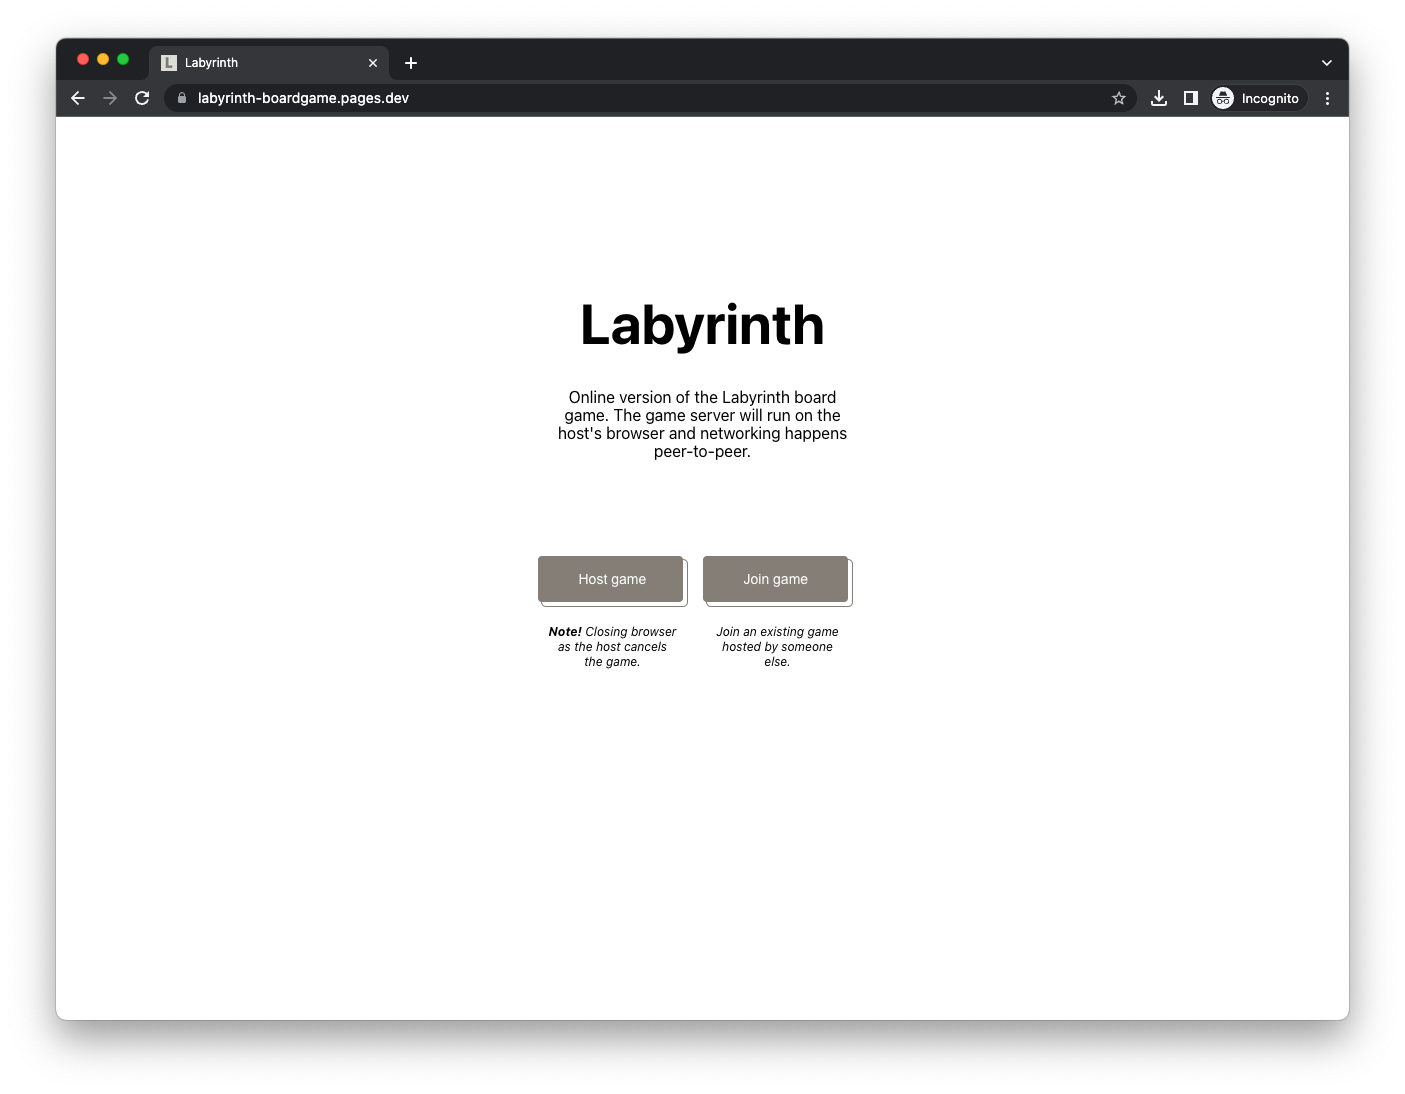 Labyrinth
labyrinth-boardgame.pages.dev
Incognito
Labyrinth
Online version of the Labyrinth board
game. The game server will run on the
host's browser and networking happens
peer-to-peer.
Host game
Join game
Note! Closing browser
as the host cancels
the game.
Join an existing game
hosted by someone
else.